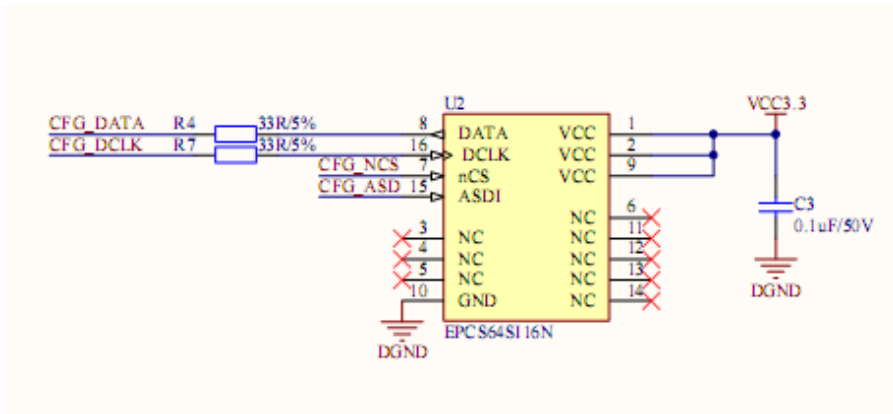 U2
VCC3.3
CFG_DATA R4 33R/5% 8 DATA VCC 1
CFG_DCLK R7 33R/5% 16 DCLK VCC 2
CFG_NCS 7 nCS VCC 9
CFG_ASD 15 ASDI
NC 6
C3
0.1uF/50V
3 NC NC 11
4 NC NC 12
5 NC NC 13
10 GND NC 14
DGND
EPCS64SI16N
DGND